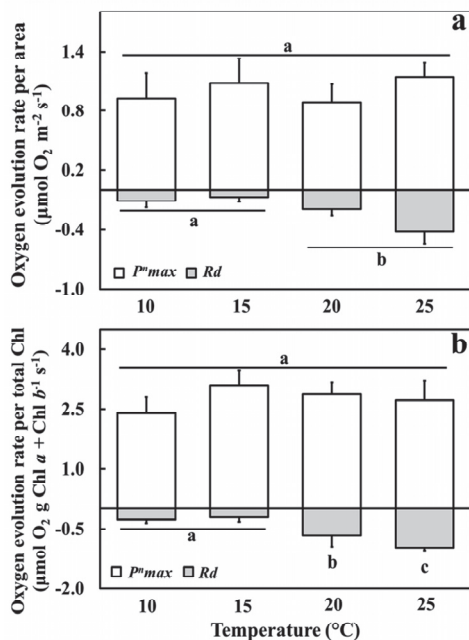 a
Oxygen evolution rate per area
(µmol O₂ m⁻² s⁻¹)
1.4
0.8
0.2
-0.4
-1.0
a
a
b
Pⁿmax Rd
10 15 20 25
b
Oxygen evolution rate per total Chl
(µmol O₂ g Chl a + Chl b⁻¹ s⁻¹)
4.0
2.5
1.0
-0.5
-2.0
a
a
b
c
Pⁿmax Rd
10 15 20 25
Temperature (°C)